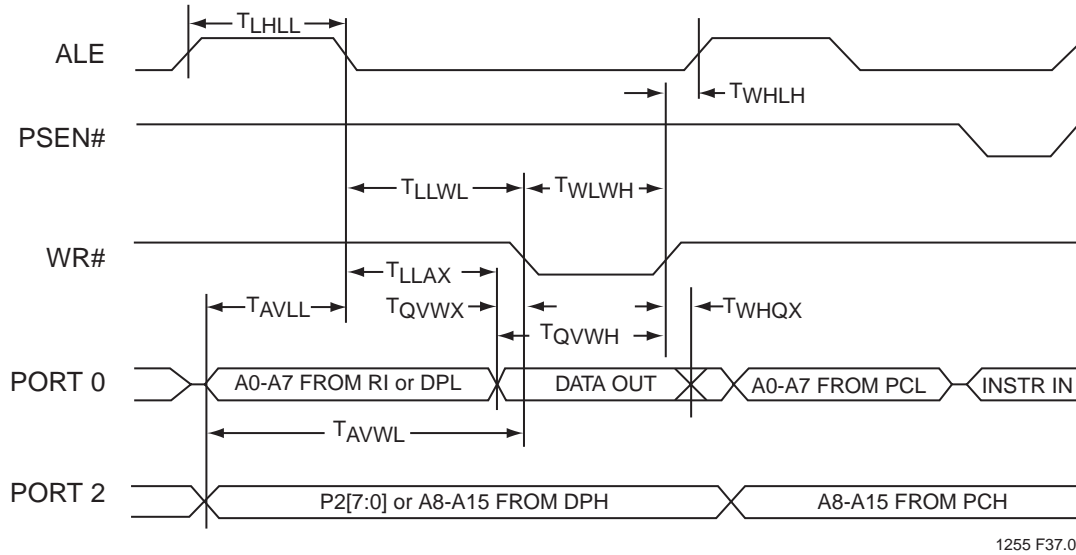 TLHLL
ALE
TWHLH
PSEN#
TLLWL
TWLWH
WR#
TLLAX
TAVLL
TQVWX
TWHQX
TQVWH
PORT 0
A0-A7 FROM RI or DPL
DATA OUT
A0-A7 FROM PCL
INSTR IN
TAVWL
PORT 2
P2[7:0] or A8-A15 FROM DPH
A8-A15 FROM PCH
1255 F37.0